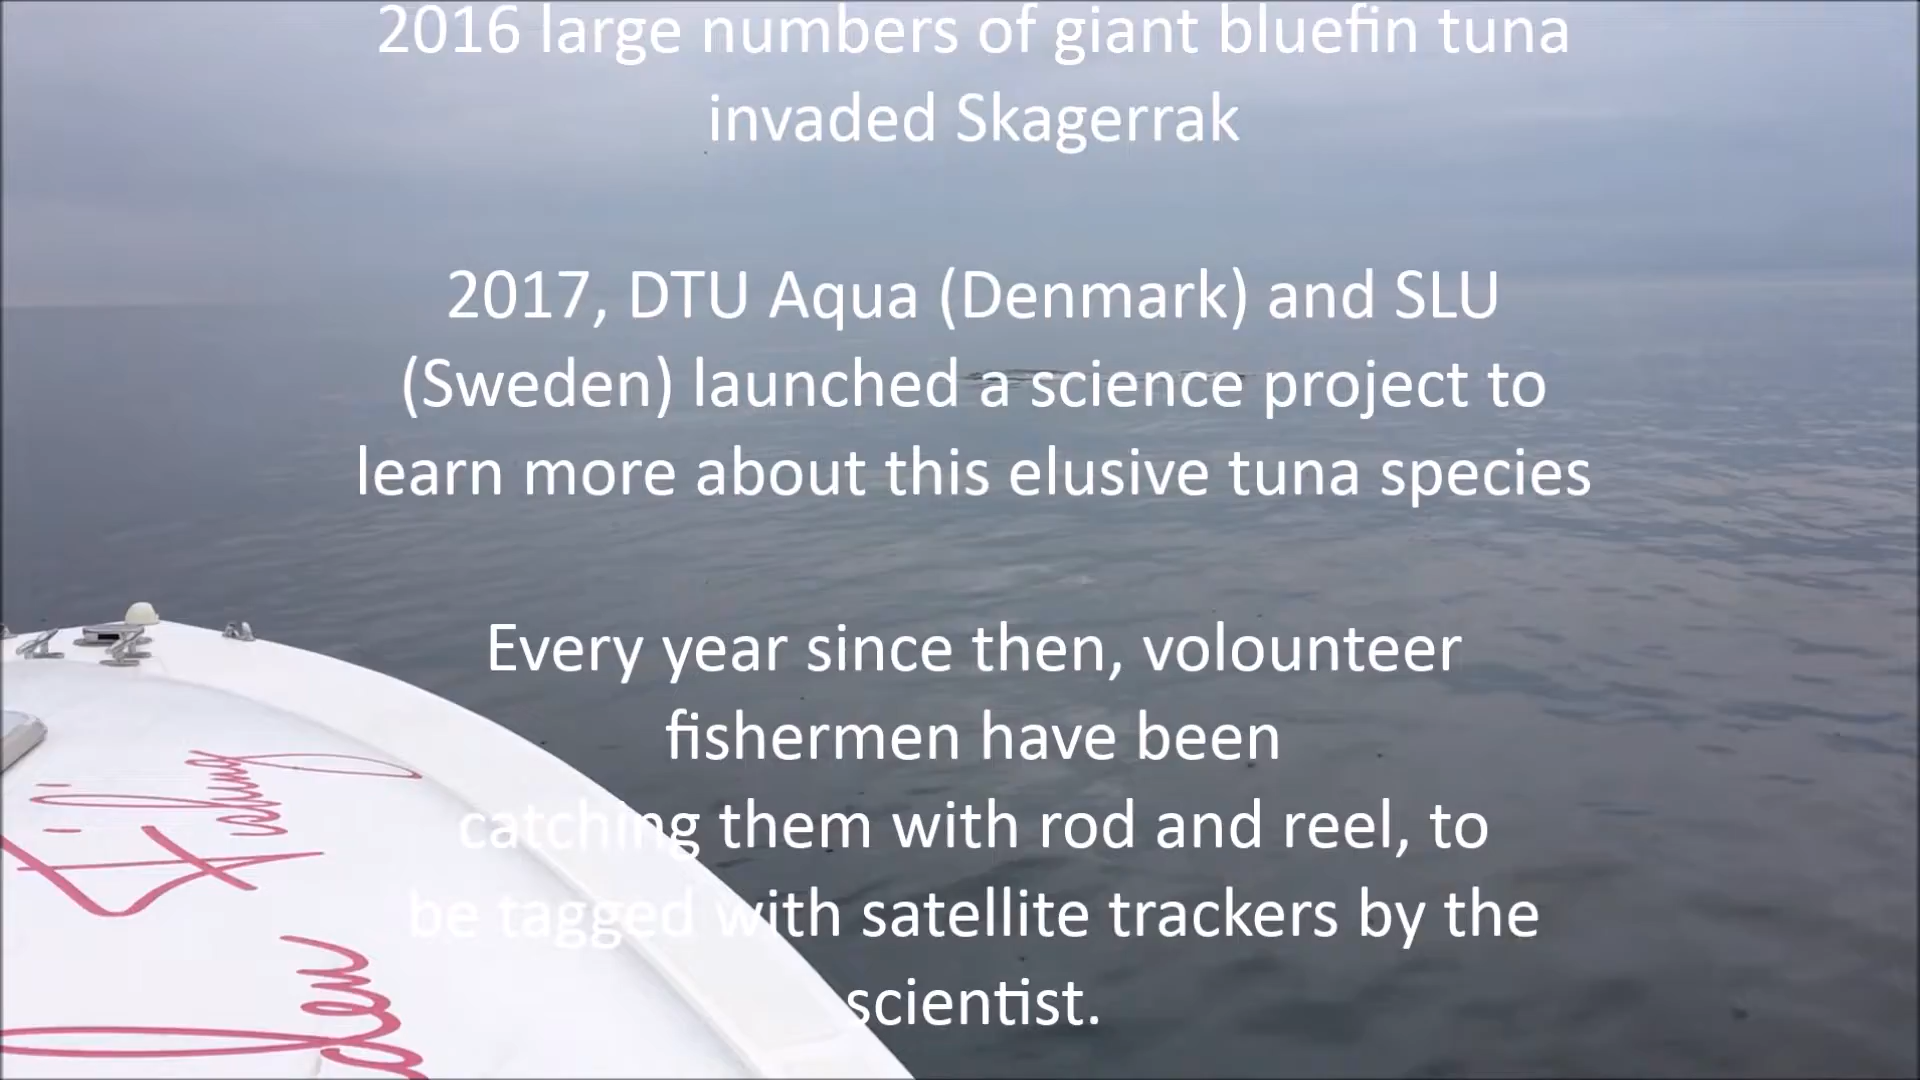 2016 large numbers of giant bluefin tuna
invaded Skagerrak
2017, DTU Aqua (Denmark) and SLU
(Sweden) launched a science project to
learn more about this elusive tuna species
Every year since then, volounteer
fishermen have been
catching them with rod and reel, to
be tagged with satellite trackers by the
scientist.
Fishing